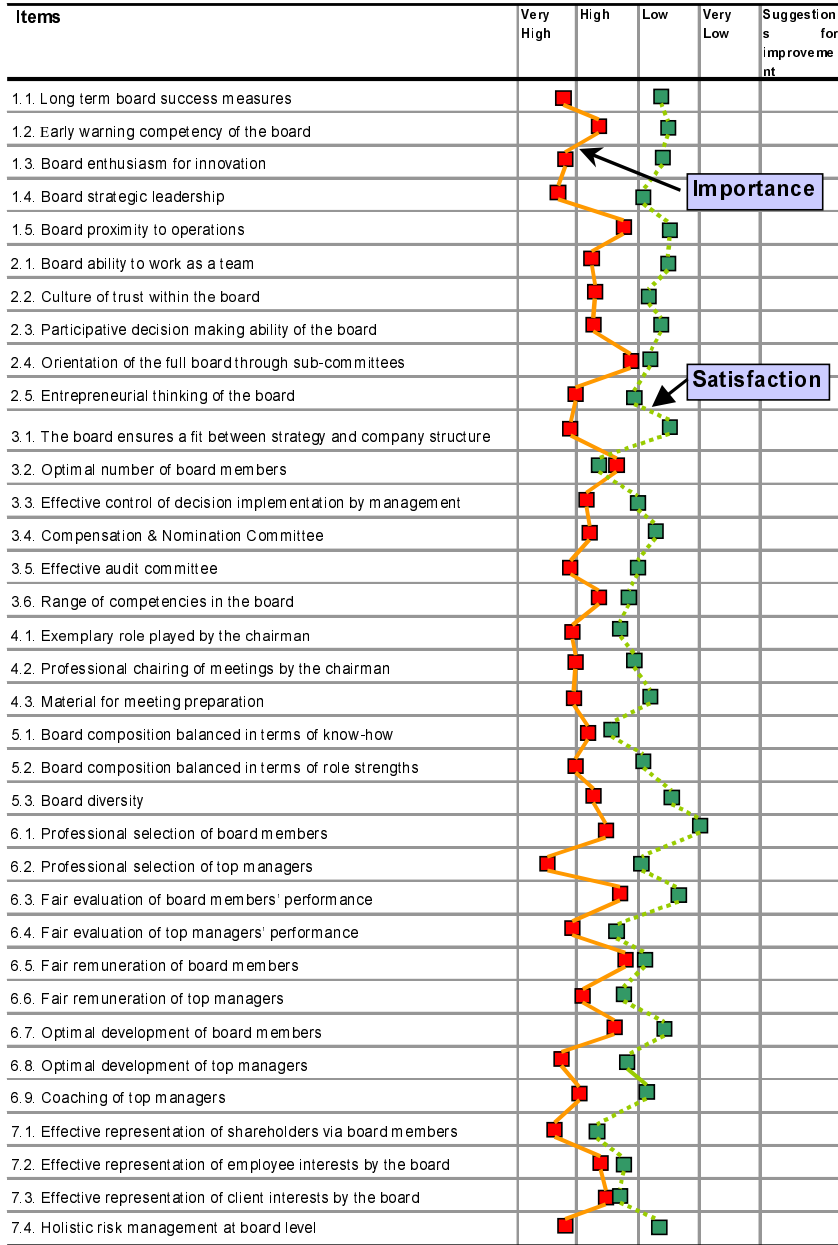 Items
Very
High
High
Low
Very
Low
Suggestion
s for
improveme
nt
1.1. Long term board success measures
1.2. Early warning competency of the board
1.3. Board enthusiasm for innovation
1.4. Board strategic leadership
Importance
1.5. Board proximity to operations
2.1. Board ability to work as a team
2.2. Culture of trust within the board
2.3. Participative decision making ability of the board
2.4. Orientation of the full board through sub-committees
Satisfaction
2.5. Entrepreneurial thinking of the board
3.1. The board ensures a fit between strategy and company structure
3.2. Optimal number of board members
3.3. Effective control of decision implementation by management
3.4. Compensation & Nomination Committee
3.5. Effective audit committee
3.6. Range of competencies in the board
4.1. Exemplary role played by the chairman
4.2. Professional chairing of meetings by the chairman
4.3. Material for meeting preparation
5.1. Board composition balanced in terms of know-how
5.2. Board composition balanced in terms of role strengths
5.3. Board diversity
6.1. Professional selection of board members
6.2. Professional selection of top managers
6.3. Fair evaluation of board members' performance
6.4. Fair evaluation of top managers' performance
6.5. Fair remuneration of board members
6.6. Fair remuneration of top managers
6.7. Optimal development of board members
6.8. Optimal development of top managers
6.9. Coaching of top managers
7.1. Effective representation of shareholders via board members
7.2. Effective representation of employee interests by the board
7.3. Effective representation of client interests by the board
7.4. Holistic risk management at board level